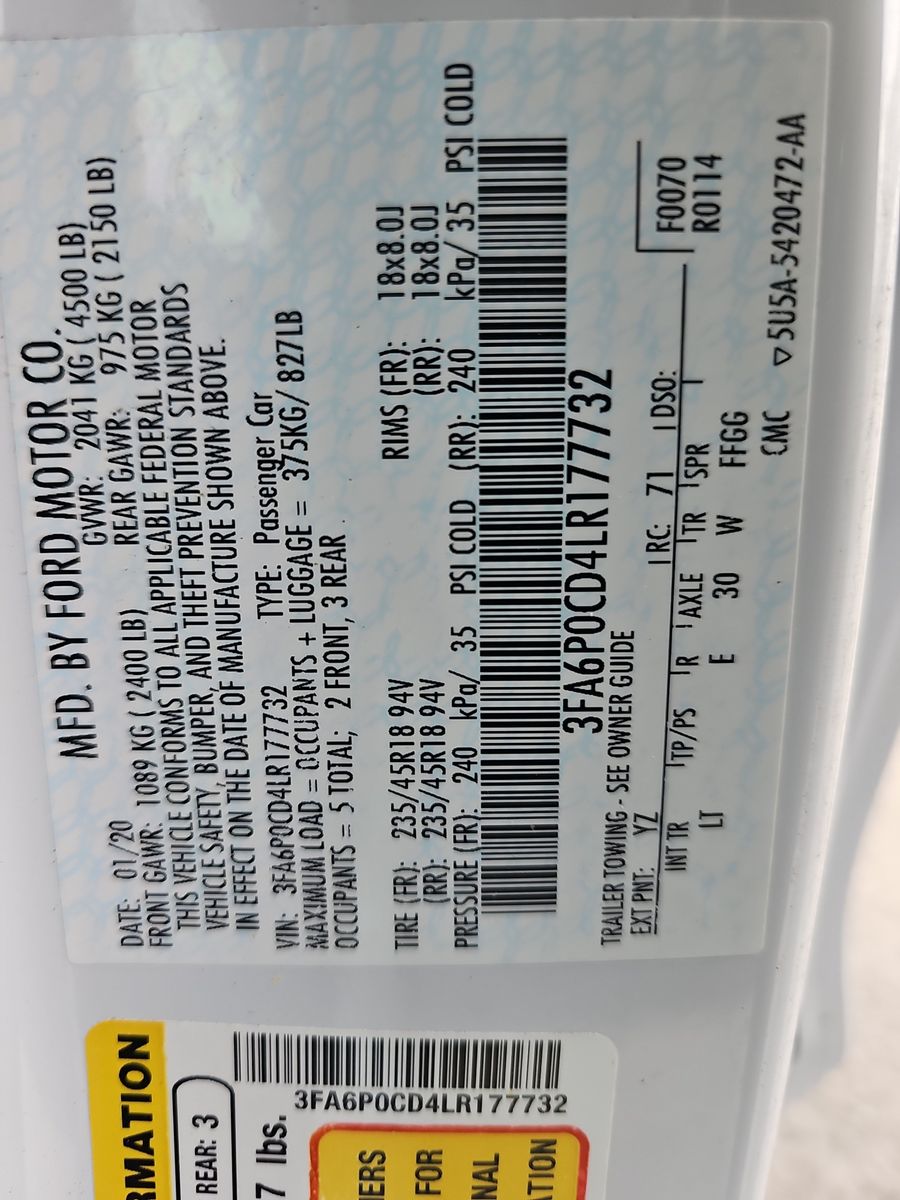 MFD. BY FORD MOTOR CO.
DATE: 01/20 GVWR: 2041 KG ( 4500 LB)
FRONT GAWR: 1089 KG ( 2400 LB) REAR GAWR: 975 KG ( 2150 LB)
THIS VEHICLE CONFORMS TO ALL APPLICABLE FEDERAL MOTOR
VEHICLE SAFETY, BUMPER, AND THEFT PREVENTION STANDARDS
IN EFFECT ON THE DATE OF MANUFACTURE SHOWN ABOVE.
VIN: 3FA6P0CD4LR177732 TYPE: Passenger Car
MAXIMUM LOAD = OCCUPANTS + LUGGAGE = 375KG/ 827LB
OCCUPANTS = 5 TOTAL; 2 FRONT, 3 REAR
TIRE (FR): 235/45R18 94V RIMS (FR): 18x8.0J
(RR): 235/45R18 94V (RR): 18x8.0J
PRESSURE (FR): 240 kPa/ 35 PSI COLD (RR): 240 kPa/ 35 PSI COLD
3FA6P0CD4LR177732
TRAILER TOWING - SEE OWNER GUIDE
EXT PNT: YZ RC: 71 DSO:
F0070
R0114
INT TR TP/PS R AXLE TR SPR
LT E 30 W FFGG
CMC ▽5U5A-5420472-AA
RMATION
REAR: 3
7 lbs.
3FA6P0CD4LR177732
IERS
FOR
NAL
ATION